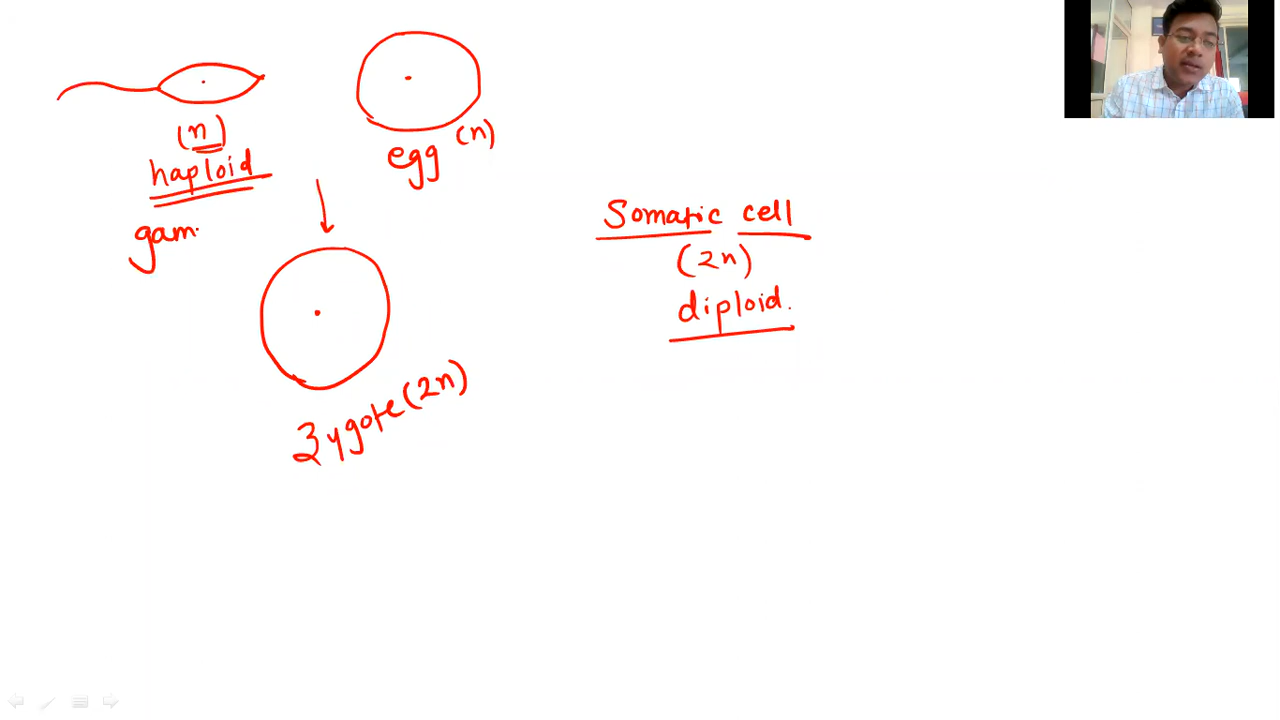 (n)
haploid
gam
egg (n)
Zygote (2n)
Somatic cell
(2n)
diploid.